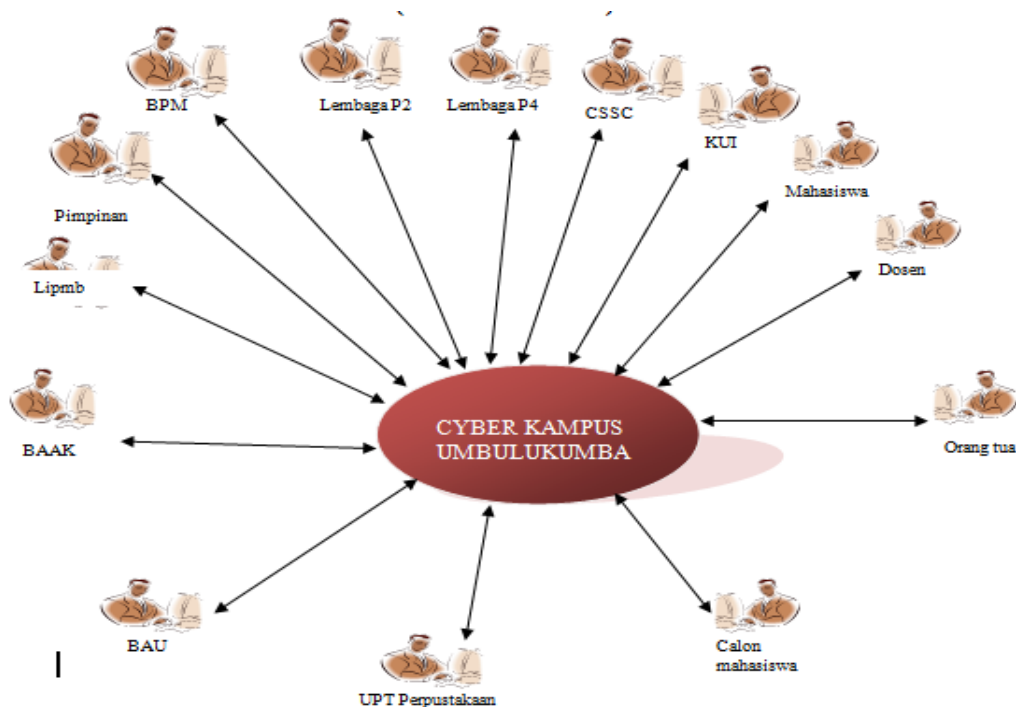 BPM
Lembaga P2
Lembaga P4
CSSC
KUI
Mahasiswa
Pimpinan
Dosen
Lipmb
CYBER KAMPUS
UMBULUKUMBA
BAAK
Orang tua
BAU
Calon
mahasiswa
UPT Perpustakaan